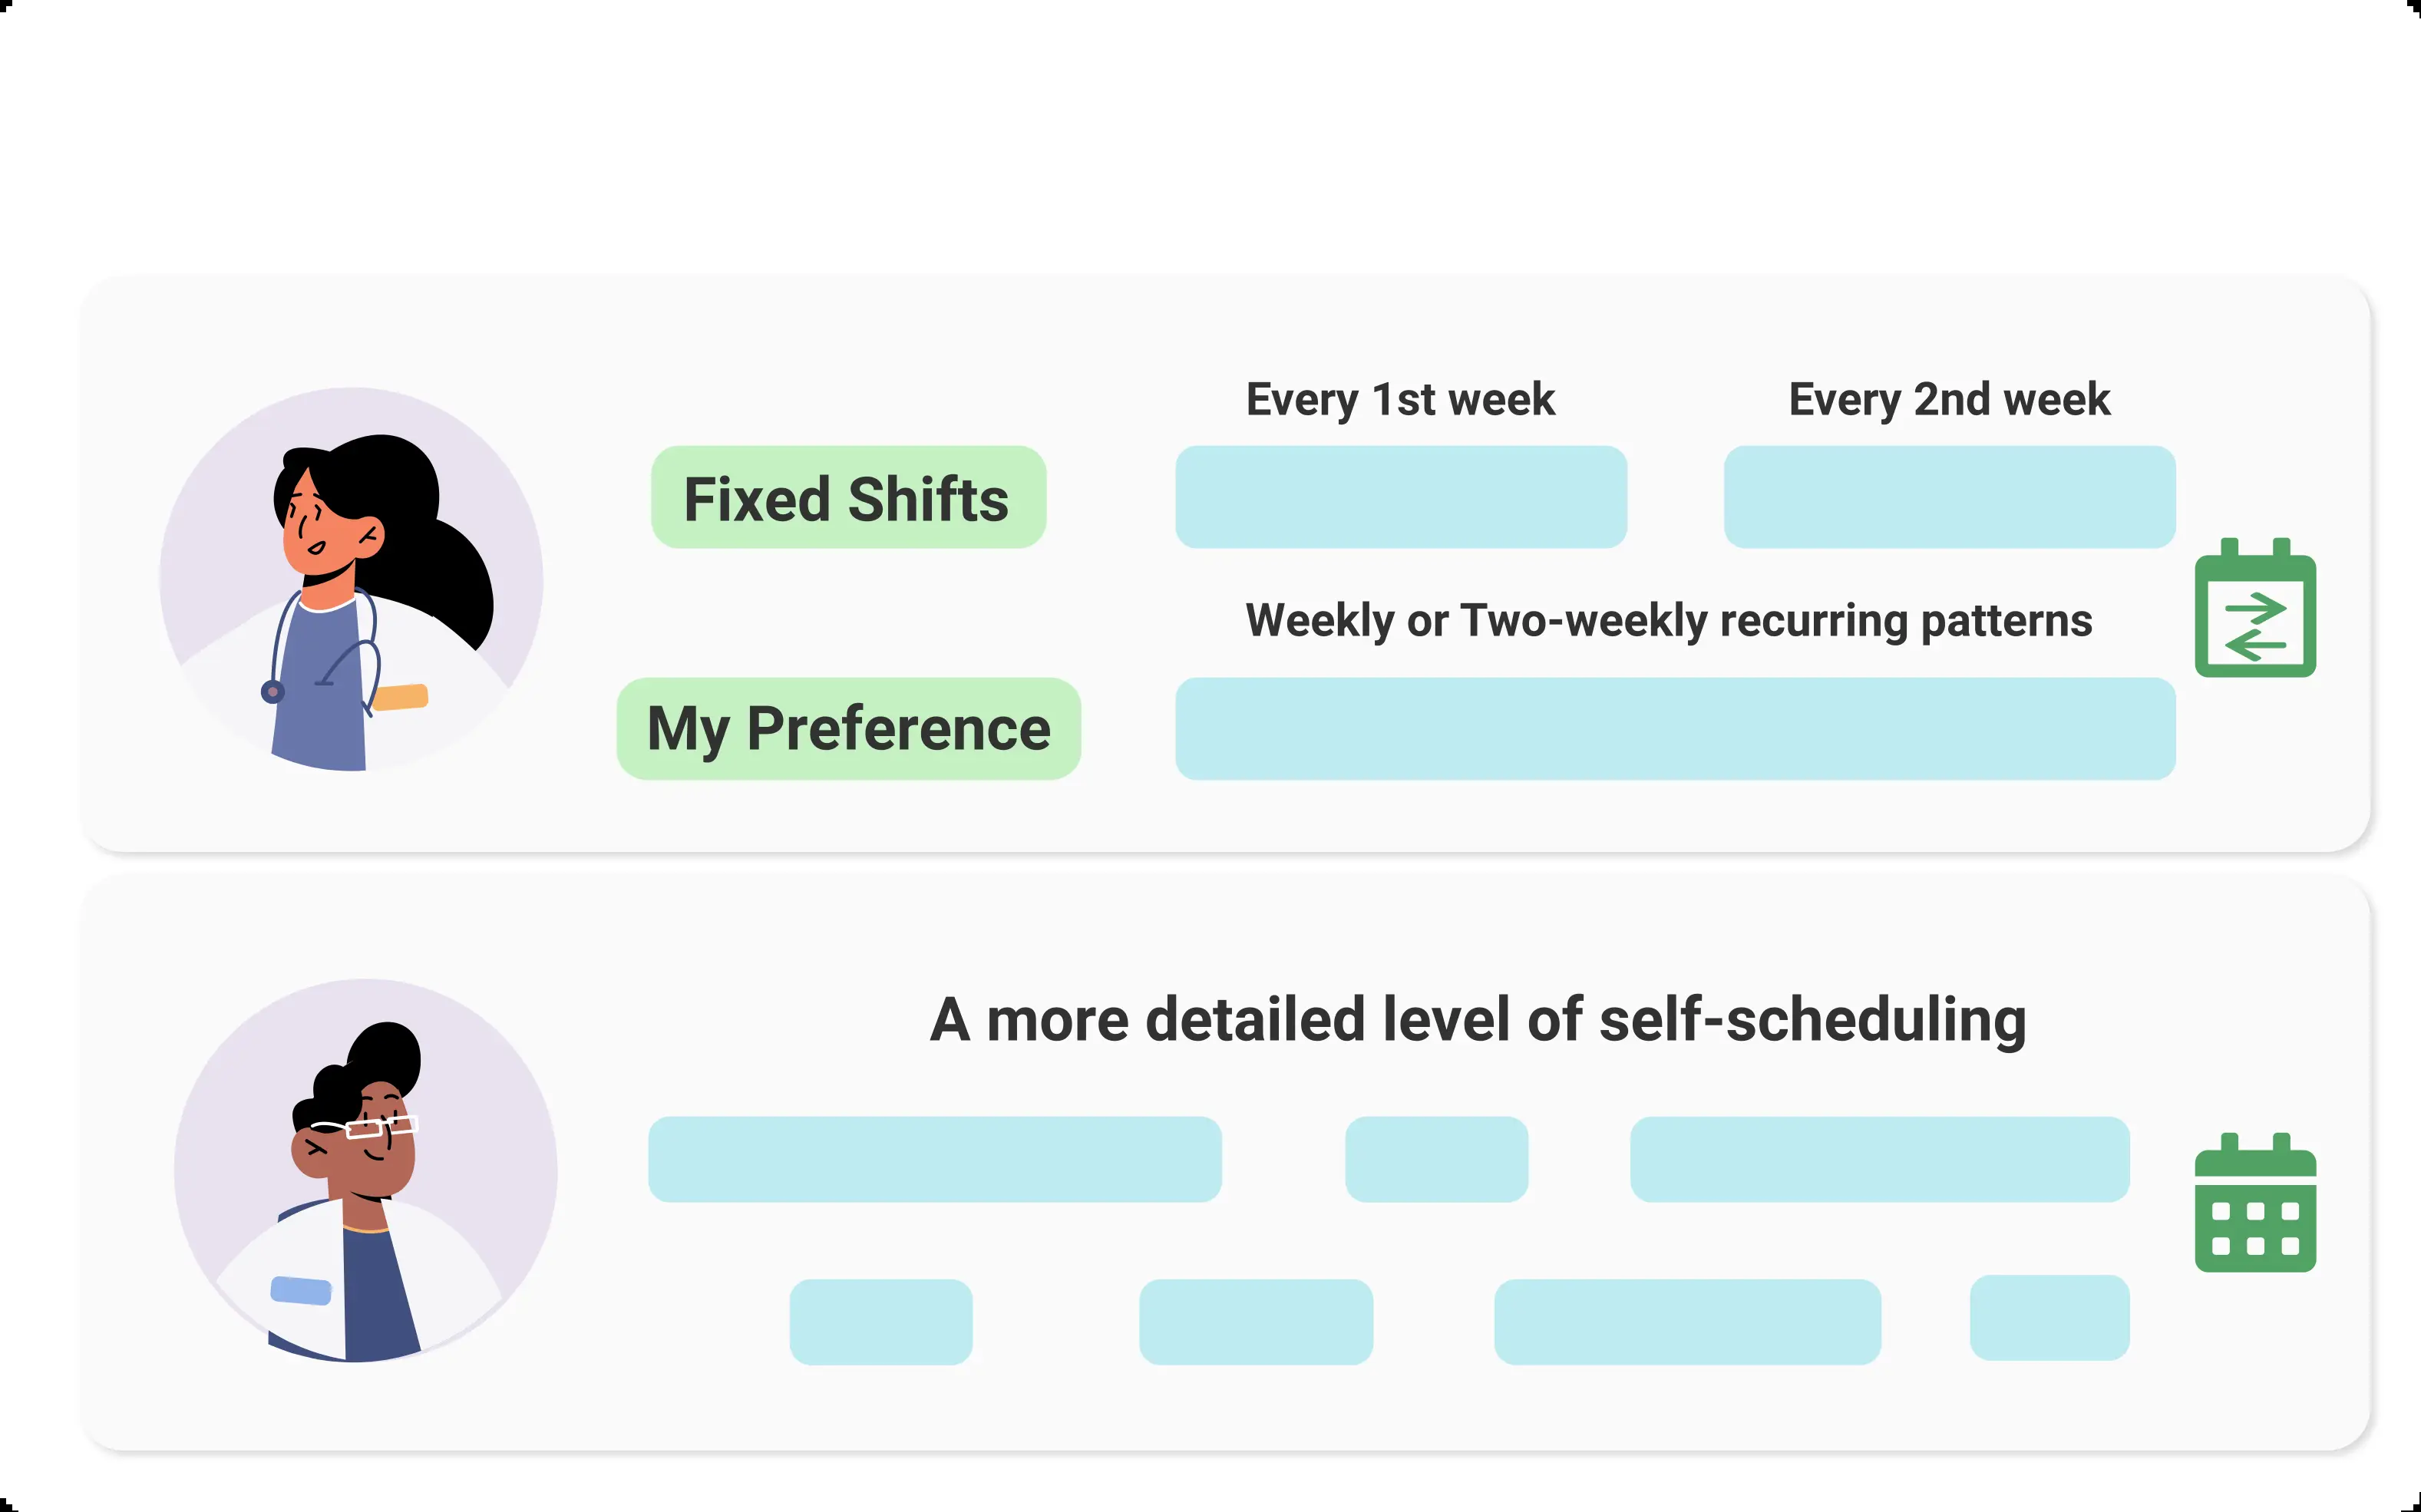 Every 1st week
Every 2nd week
Fixed Shifts
Weekly or Two-weekly recurring patterns
My Preference
A more detailed level of self-scheduling